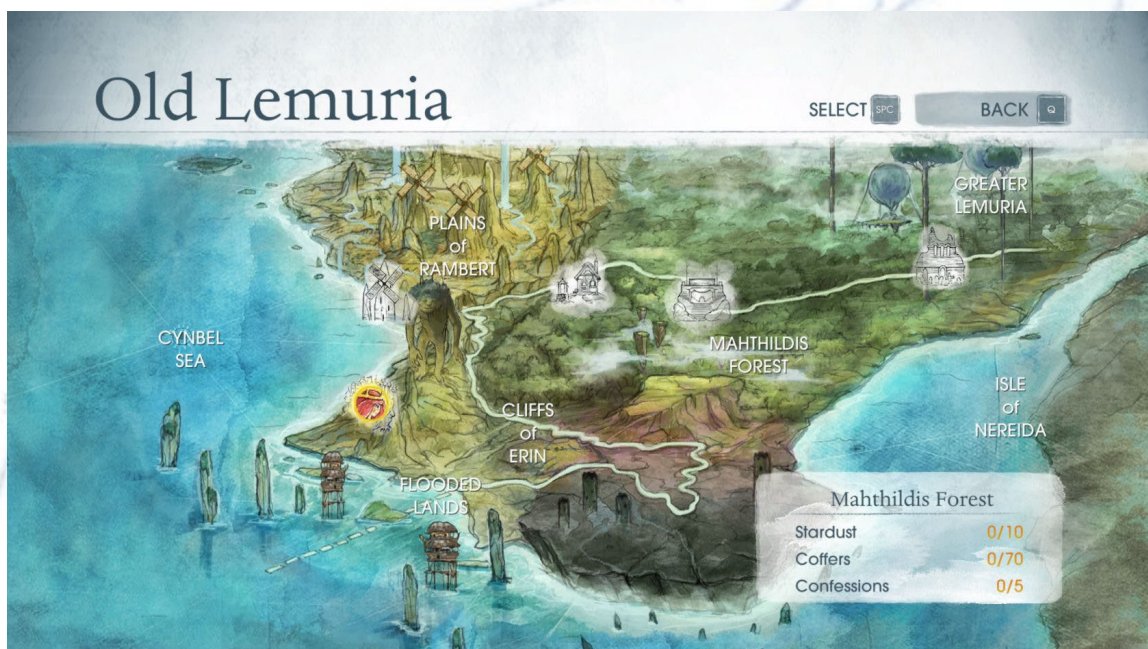 Old Lemuria
SELECT SPC
BACK Q
GREATER
LEMURIA
PLAINS
of
RAMBERT
CYNBEL
SEA
MAHTHILDIS
FOREST
ISLE
of
NEREIDA
CLIFFS
of
ERIN
FLOODED
LANDS
Mahthildis Forest
Stardust 0/10
Coffers 0/70
Confessions 0/5